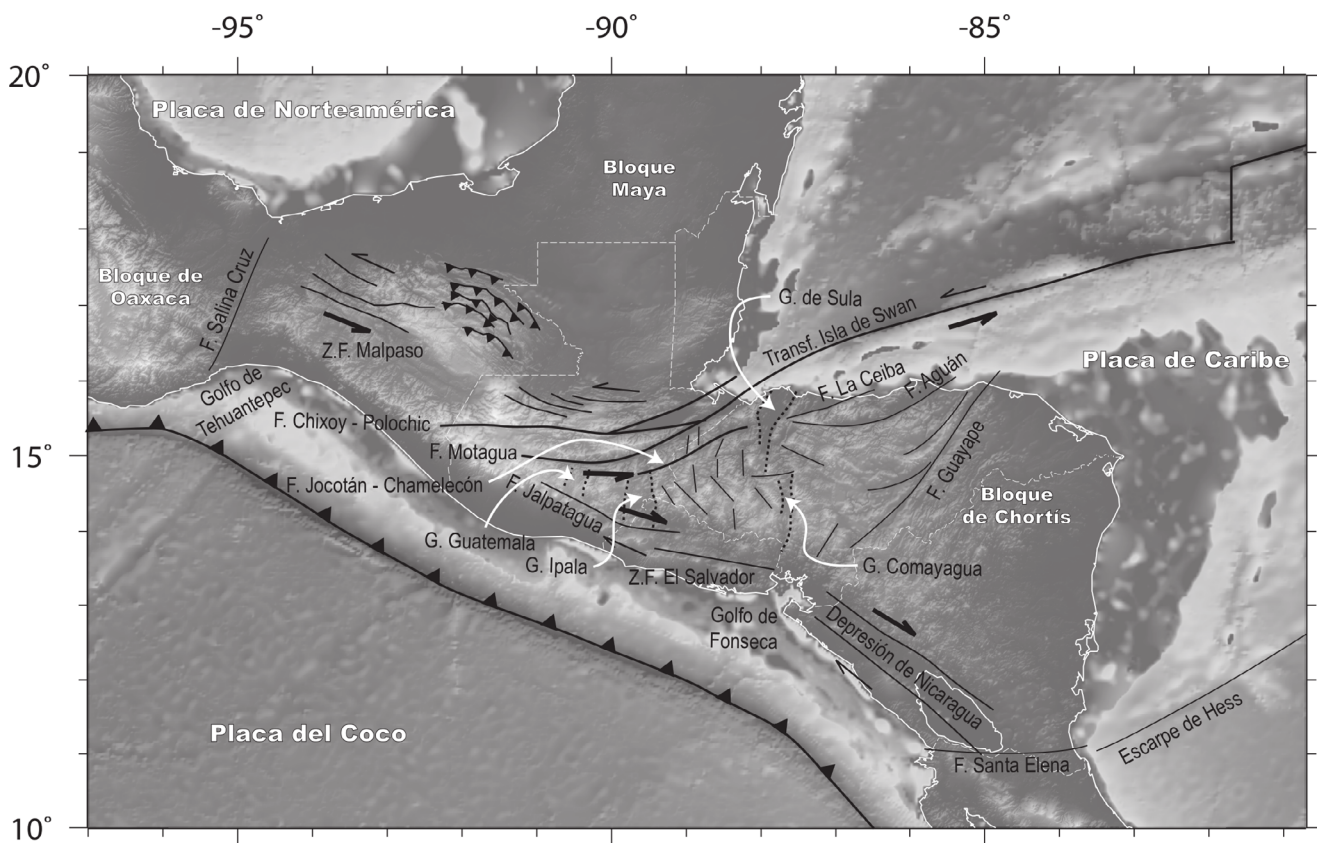 -95˚
-90˚
-85˚
20˚
15˚
10˚
Placa de Norteamérica
Bloque
Maya
Bloque de
Oaxaca
F. Salina Cruz
Z.F. Malpaso
G. de Sula
Transf. Isla de Swan
Placa de Caribe
Golfo de
Tehuantepec
F. La Ceiba
F. Aguán
F. Chixoy - Polochic
F. Motagua
F. Guayape
F. Jocotán - Chamelecón
F. Jalpatagua
Bloque
de Chortís
G. Guatemala
G. Ipala
Z.F. El Salvador
G. Comayagua
Golfo de
Fonseca
Depresión de Nicaragua
Placa del Coco
Escarpe de Hess
F. Santa Elena